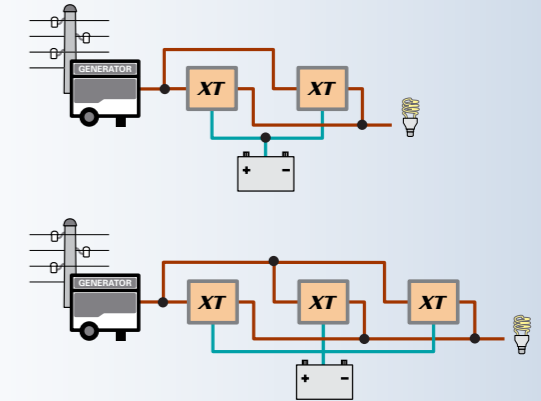 GENERATOR
XT XT
+ −
GENERATOR
XT XT XT
+ −